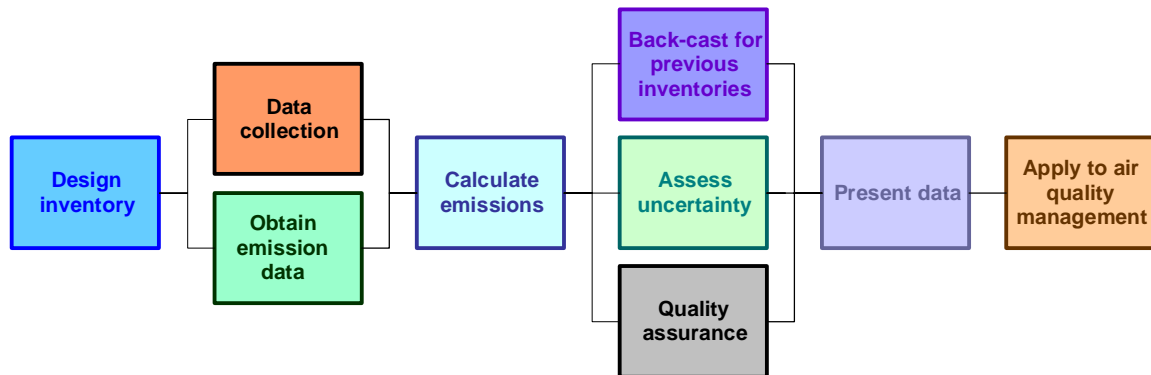 Design
inventory
Data
collection
Obtain
emission
data
Calculate
emissions
Back-cast for
previous
inventories
Assess
uncertainty
Quality
assurance
Present data
Apply to air
quality
management